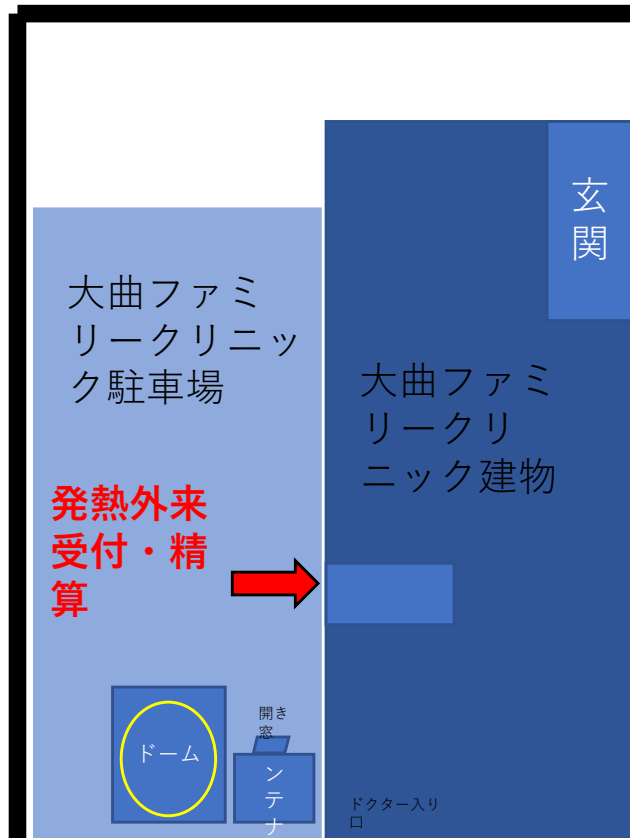 玄
関
大曲ファミ
リークリニッ
ク駐車場
大曲ファミ
リークリ
ニック建物
発熱外来
受付・精
算
開き
窓
ドーム
ンテナ
ドクター入り
口